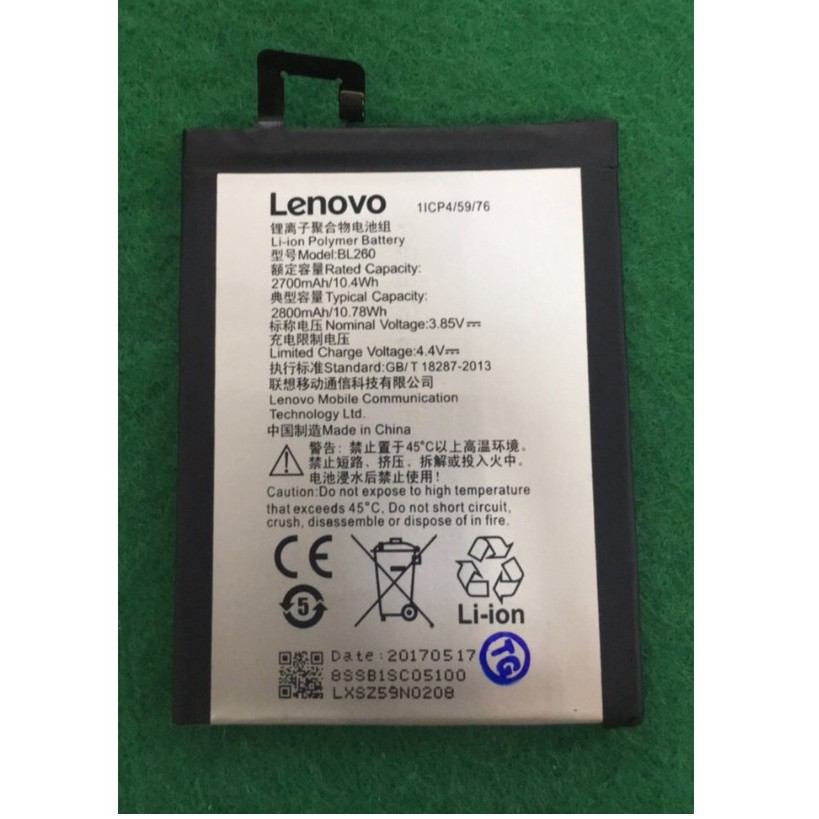 Lenovo 1ICP4/59/76
锂离子聚合物电池组
Li-ion Polymer Battery
型号Model:BL260
额定容量Rated Capacity:
2700mAh/10.4Wh
典型容量Typical Capacity:
2800mAh/10.78Wh
标称电压Nominal Voltage:3.85V⎓
充电限制电压
Limited Charge Voltage:4.4V⎓
执行标准Standard:GB/T 18287-2013
联想移动通信科技有限公司
Lenovo Mobile Communication
Technology Ltd.
中国制造Made in China
警告: 禁止置于45°C以上高温环境。
禁止短路、挤压、拆解或投入火中。
电池浸水后禁止使用!
Caution:Do not expose to high temperature
that exceeds 45°C, Do not short circuit,
crush, disassemble or dispose of in fire.
CE
5
Li-ion
TG
Date:20170517
8SSB1SC05100
LXSZ59N0208